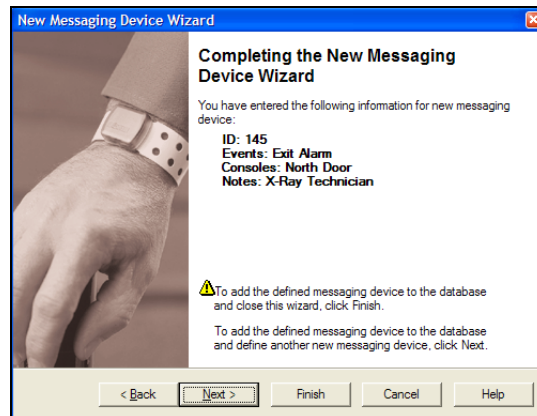 New Messaging Device Wizard
Completing the New Messaging
Device Wizard
You have entered the following information for new messaging
device:
ID: 145
Events: Exit Alarm
Consoles: North Door
Notes: X-Ray Technician
To add the defined messaging device to the database
and close this wizard, click Finish.
To add the defined messaging device to the database
and define another new messaging device, click Next.
< Back
Next >
Finish
Cancel
Help